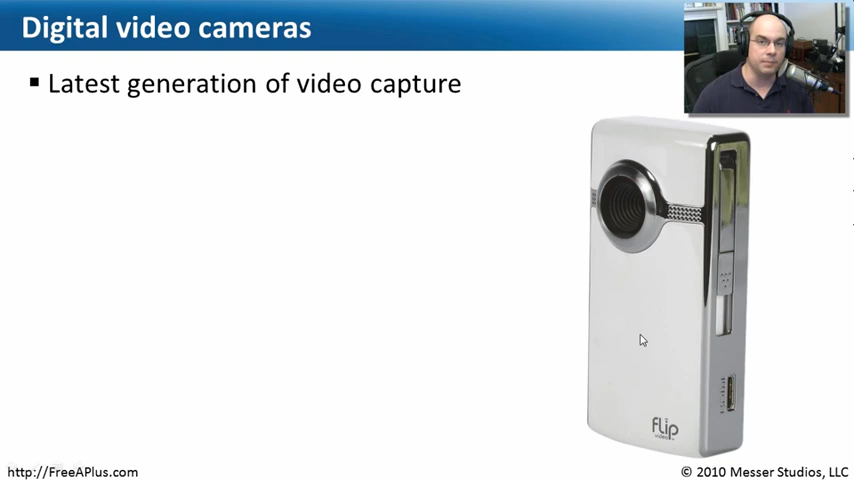 Digital video cameras
▪ Latest generation of video capture
flip
video
http://FreeAPlus.com
© 2010 Messer Studios, LLC